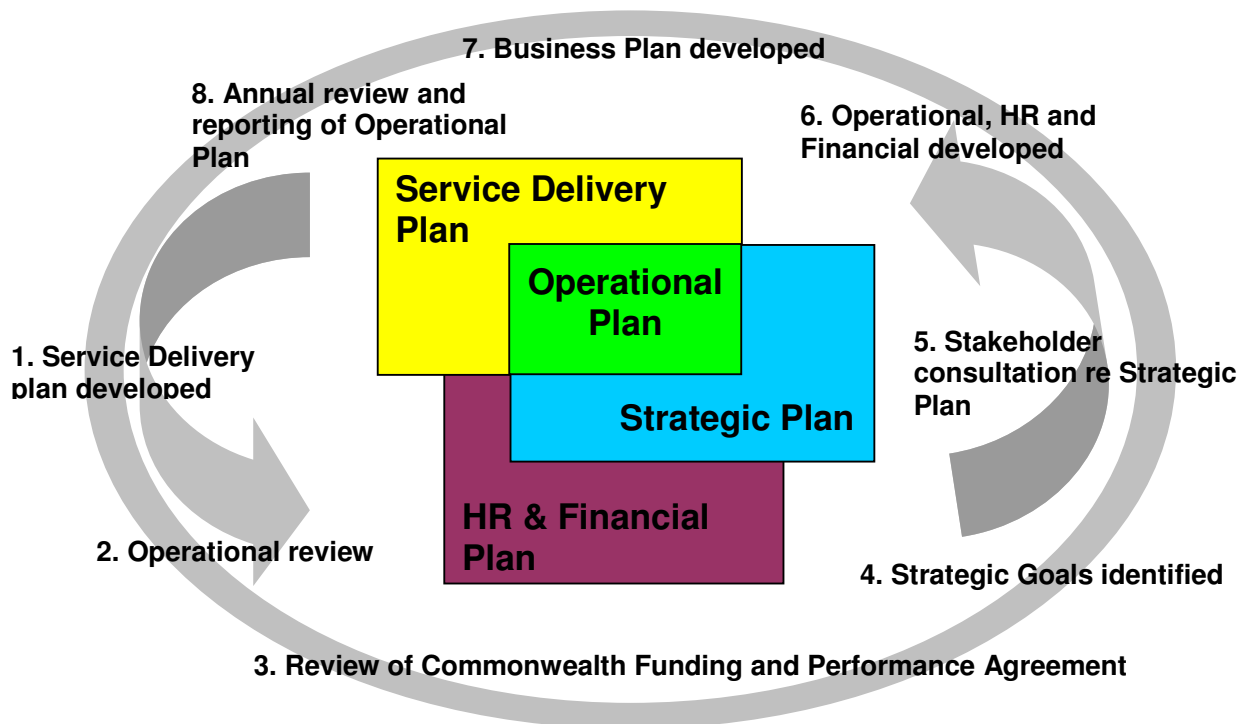 7. Business Plan developed
8. Annual review and
reporting of Operational
Plan
6. Operational, HR and
Financial developed
Service Delivery
Plan
Operational
Plan
1. Service Delivery
plan developed
5. Stakeholder
consultation re Strategic
Plan
Strategic Plan
HR & Financial
Plan
2. Operational review
4. Strategic Goals identified
3. Review of Commonwealth Funding and Performance Agreement